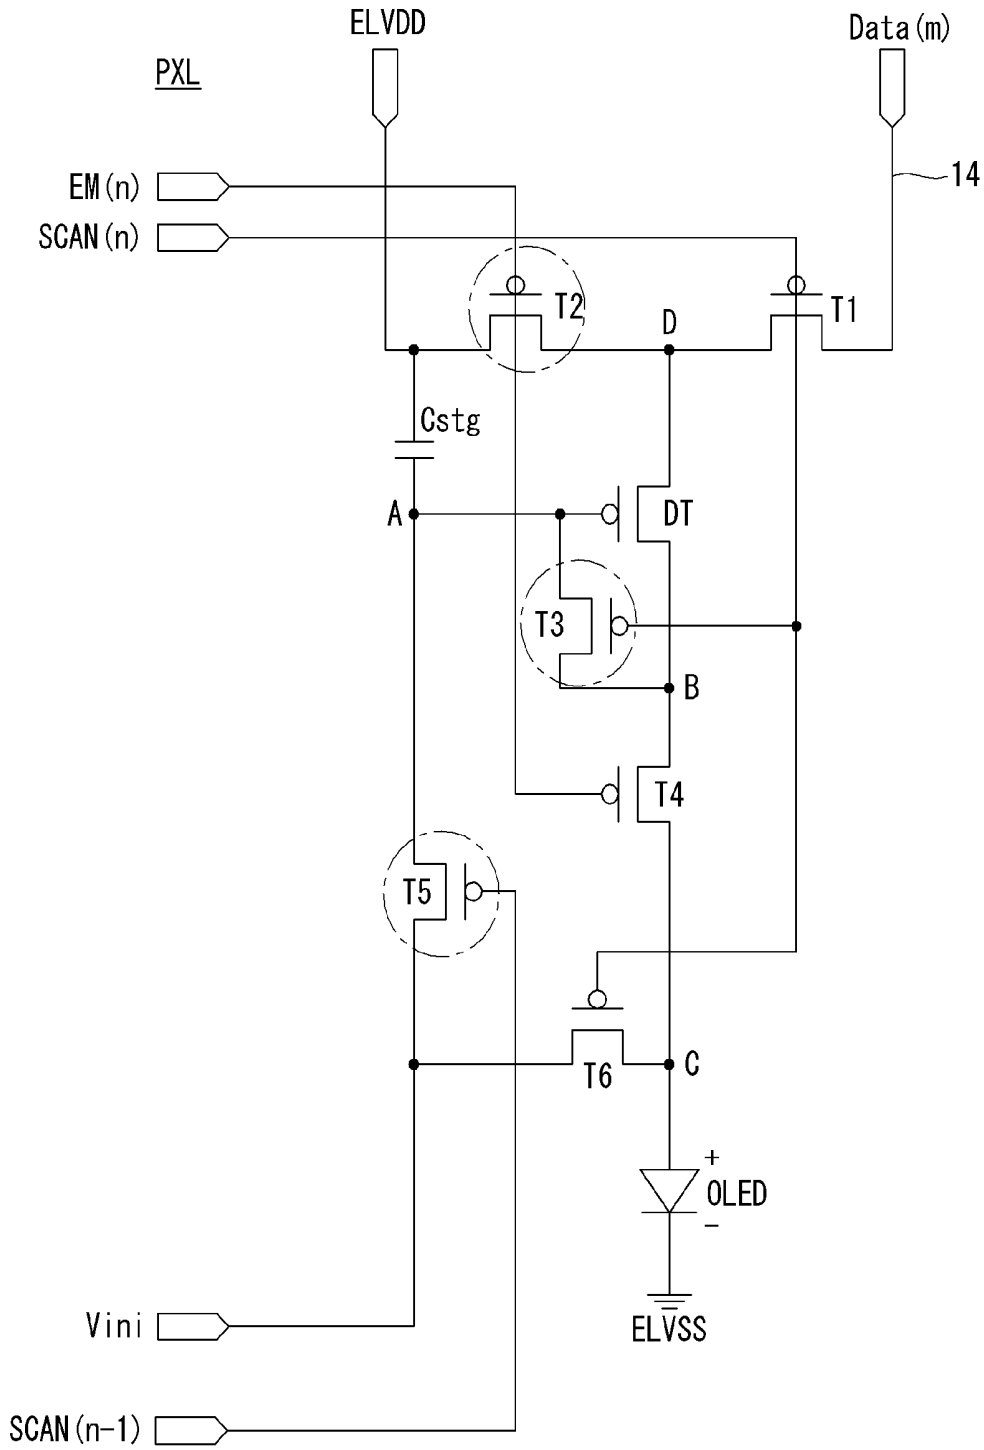 ELVDD
Data(m)
PXL
EM(n)
14
SCAN(n)
T2
T1
D
Cstg
A
DT
T3
B
T4
T5
C
T6
+
OLED
−
Vini
ELVSS
SCAN(n-1)